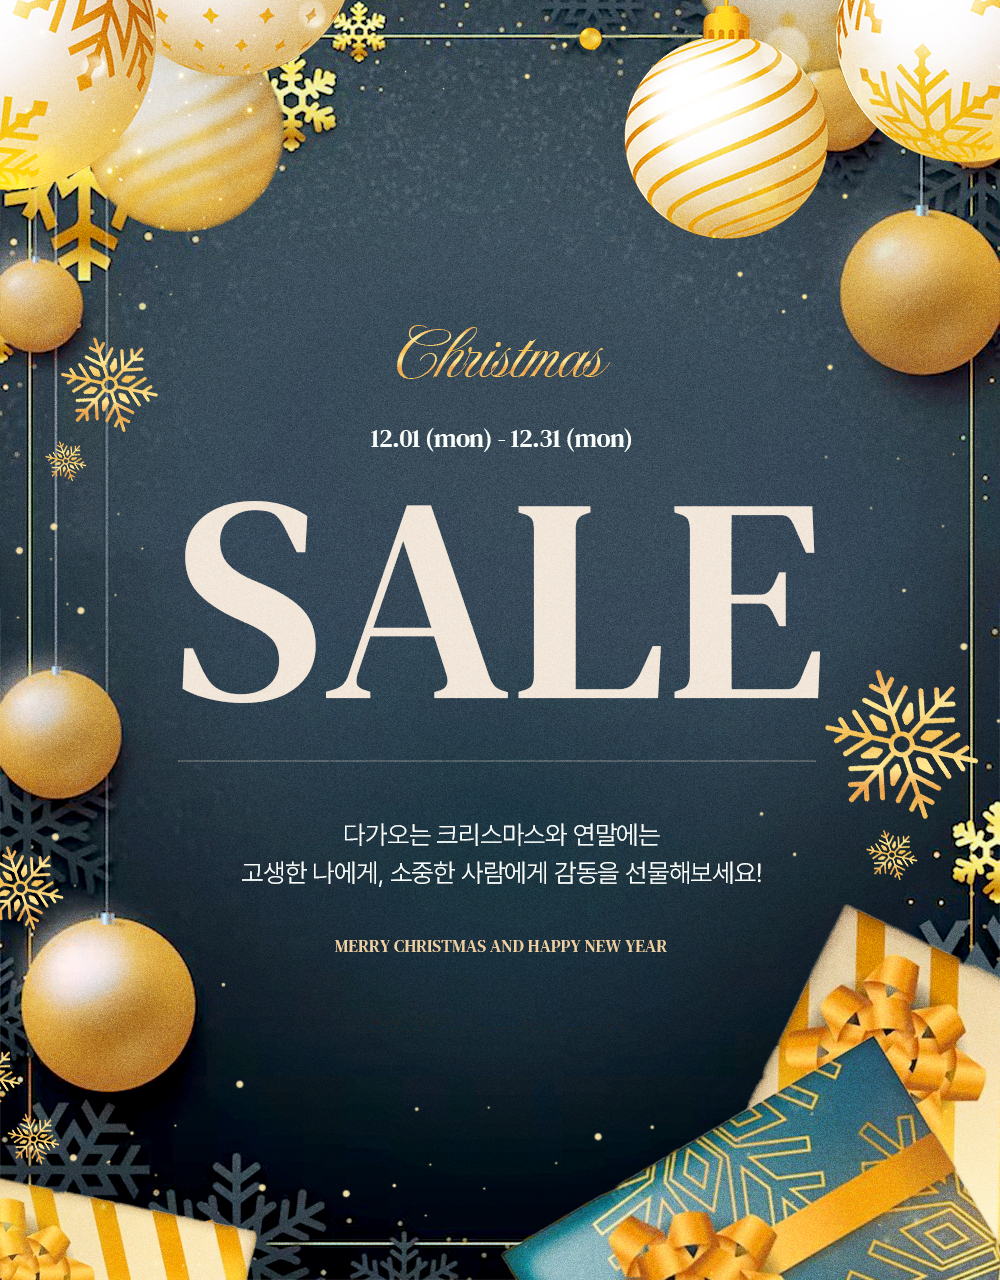 Christmas
12.01 (mon) - 12.31 (mon)
SALE
다가오는 크리스마스와 연말에는
고생한 나에게, 소중한 사람에게 감동을 선물해보세요!
MERRY CHRISTMAS AND HAPPY NEW YEAR